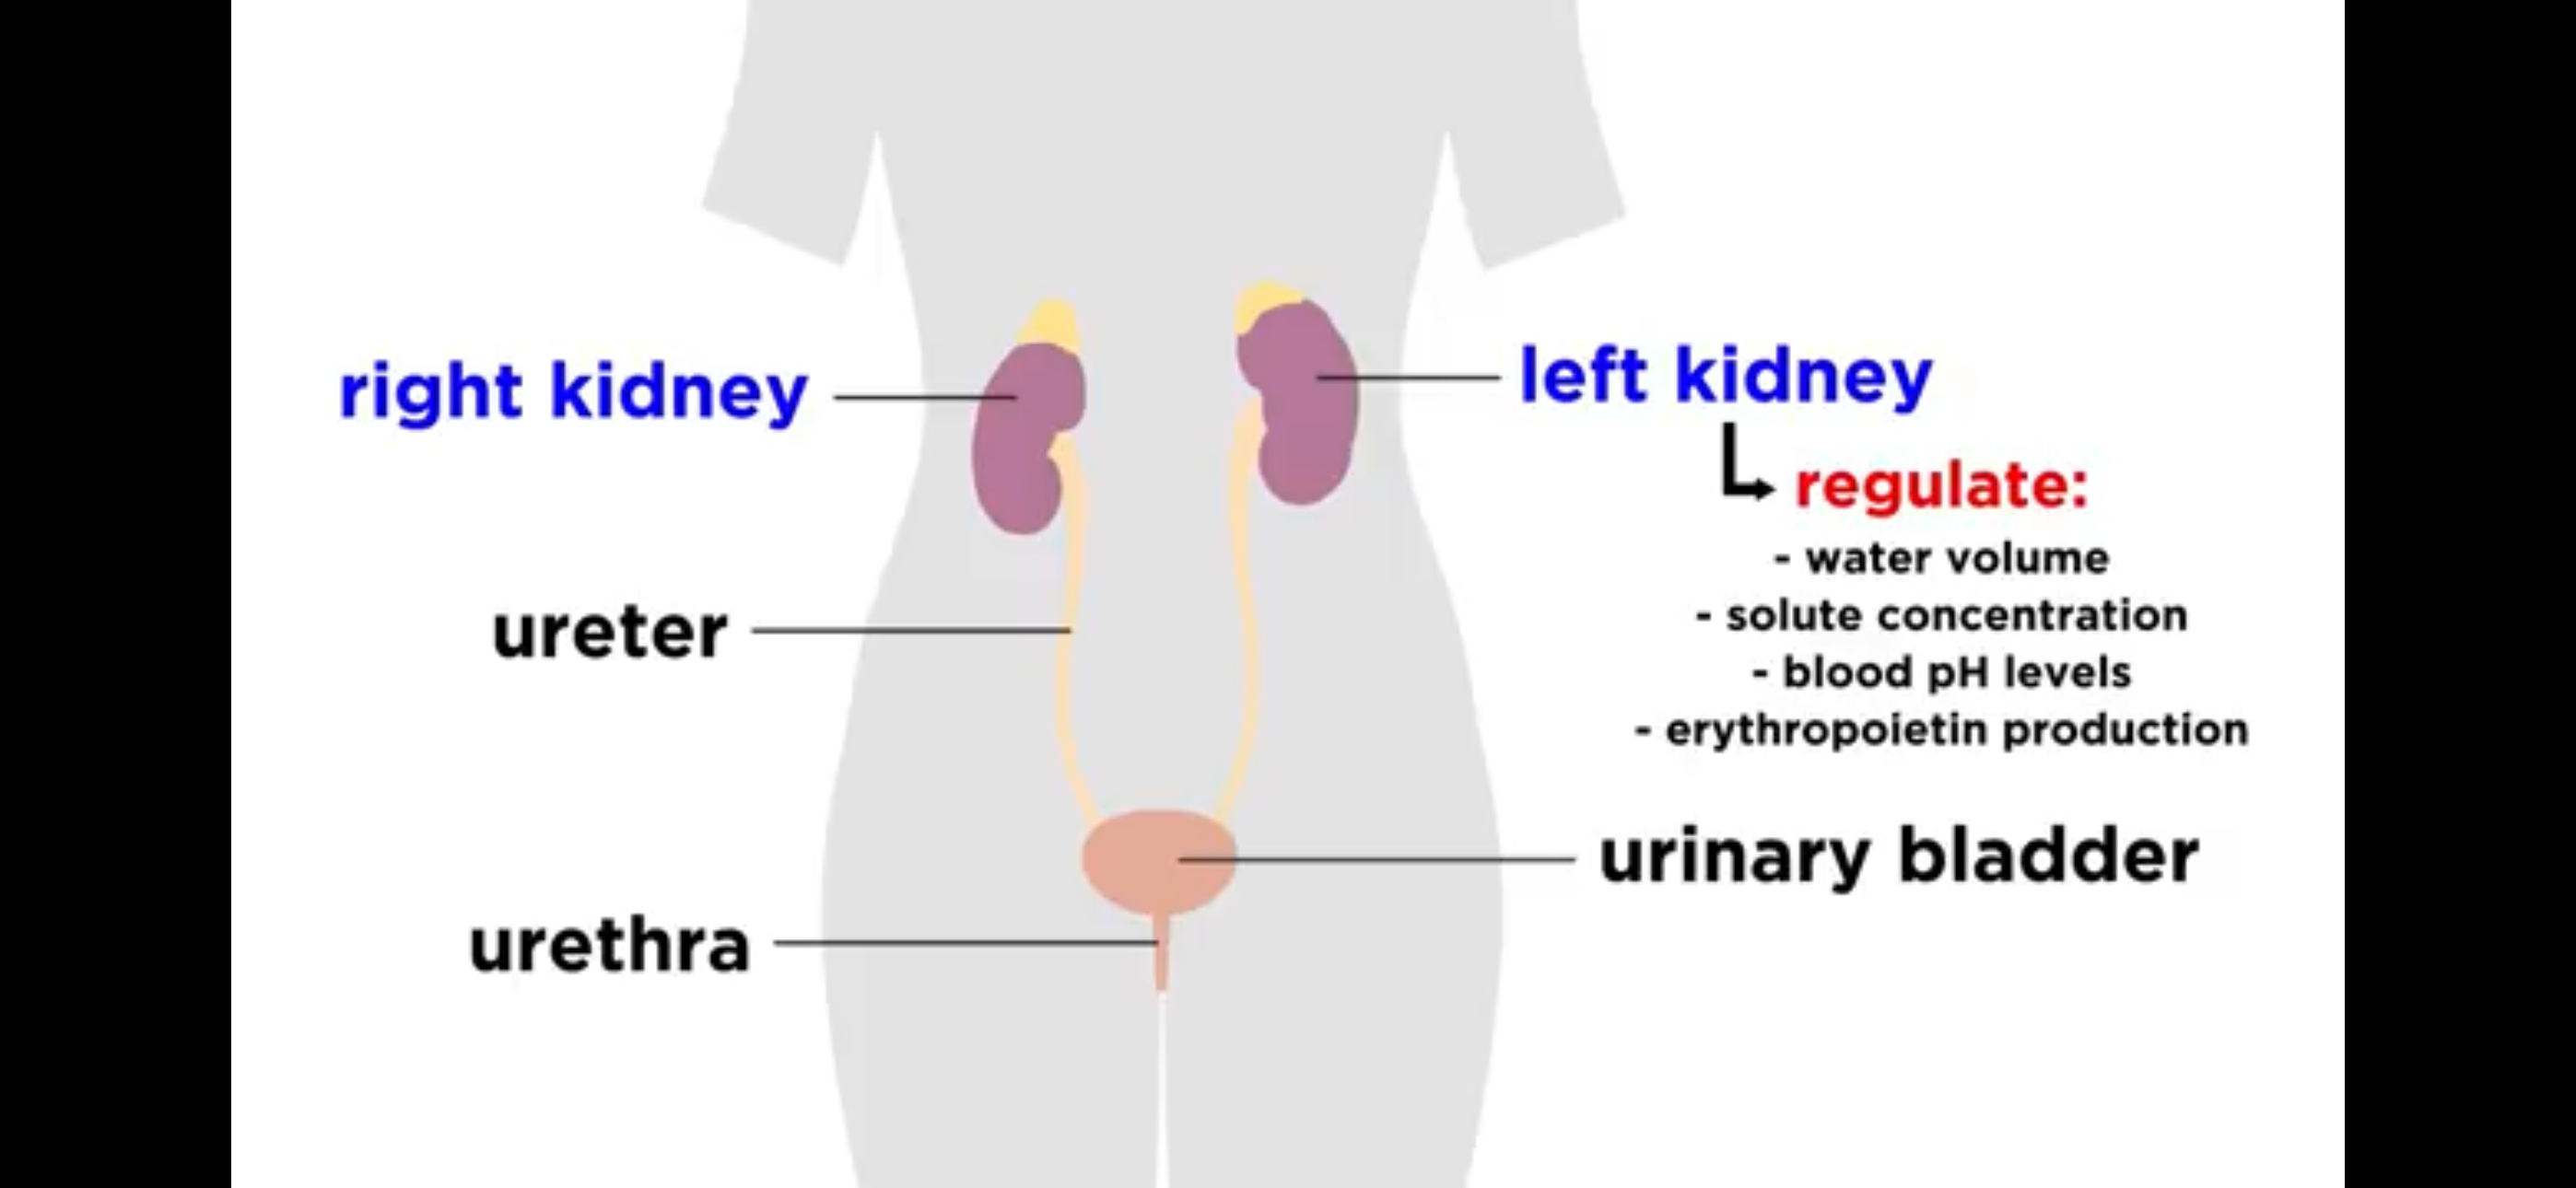 right kidney
left kidney
regulate:
- water volume
- solute concentration
- blood pH levels
- erythropoietin production
ureter
urinary bladder
urethra